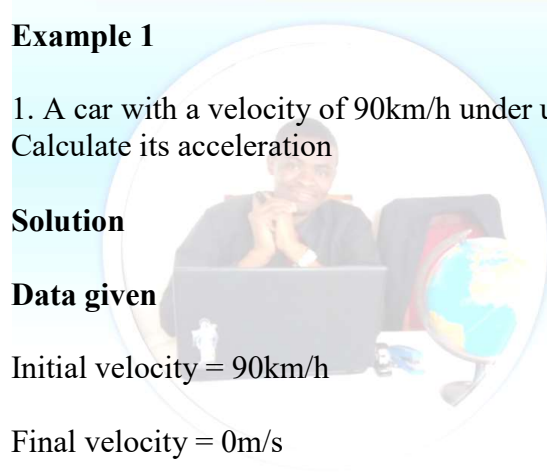 Example 1
1. A car with a velocity of 90km/h under
Calculate its acceleration
Solution
Data given
Initial velocity = 90km/h
Final velocity = 0m/s